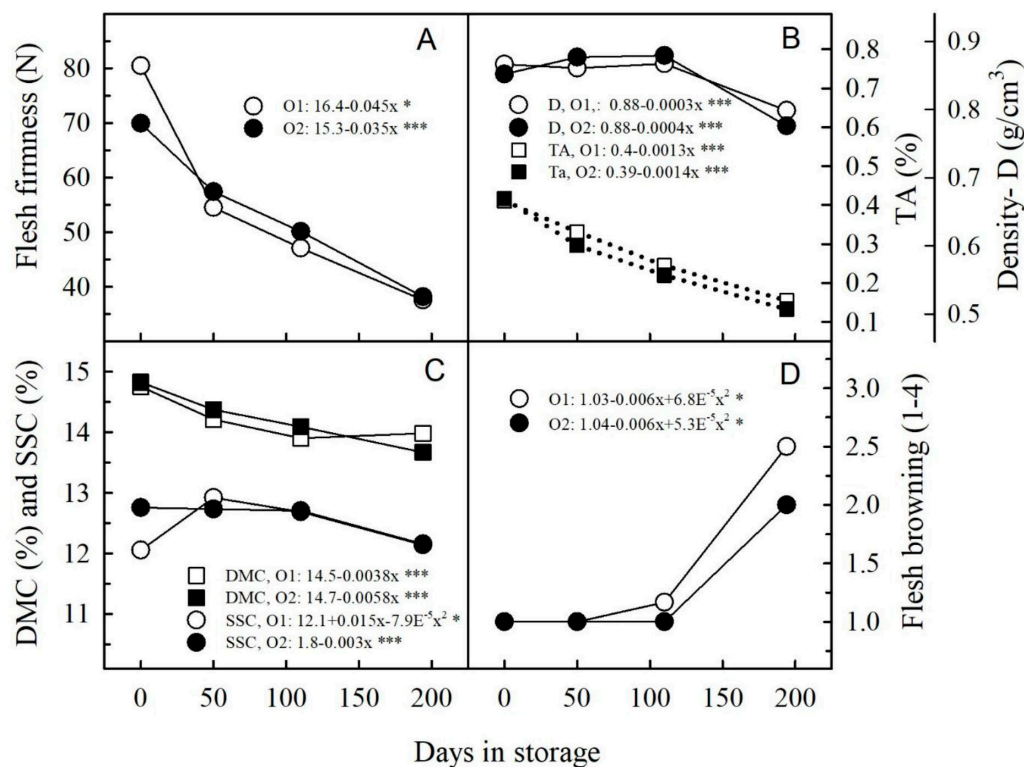 A
Flesh firmness (N)
80
70
60
50
40
O1: 16.4-0.045x *
O2: 15.3-0.035x ***
B
D, O1,: 0.88-0.0003x ***
D, O2: 0.88-0.0004x ***
TA, O1: 0.4-0.0013x ***
Ta, O2: 0.39-0.0014x ***
0.8
0.7
0.6
0.5
0.4
0.3
0.2
0.1
TA (%)
0.9
0.8
0.7
0.6
0.5
Density- D (g/cm³)
C
DMC (%) and SSC (%)
15
14
13
12
11
DMC, O1: 14.5-0.0038x ***
DMC, O2: 14.7-0.0058x ***
SSC, O1: 12.1+0.015x-7.9E⁻⁵x² *
SSC, O2: 1.8-0.003x ***
0 50 100 150 200
D
O1: 1.03-0.006x+6.8E⁻⁵x² *
O2: 1.04-0.006x+5.3E⁻⁵x² *
3.0
2.5
2.0
1.5
1.0
Flesh browning (1-4)
0 50 100 150 200
Days in storage